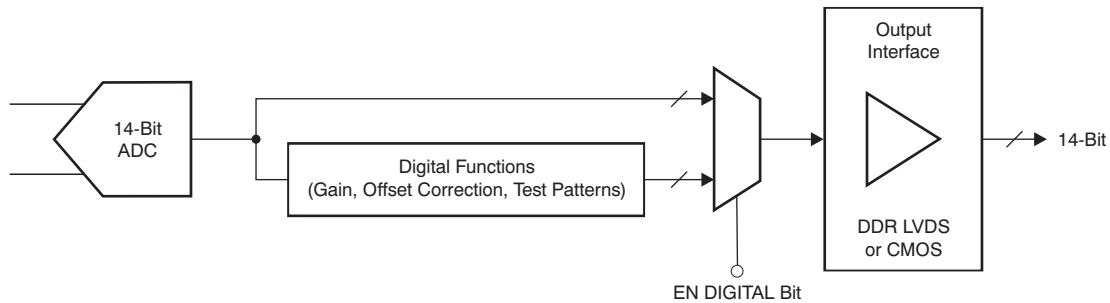 14-Bit
ADC
Digital Functions
(Gain, Offset Correction, Test Patterns)
EN DIGITAL Bit
Output
Interface
DDR LVDS
or CMOS
14-Bit